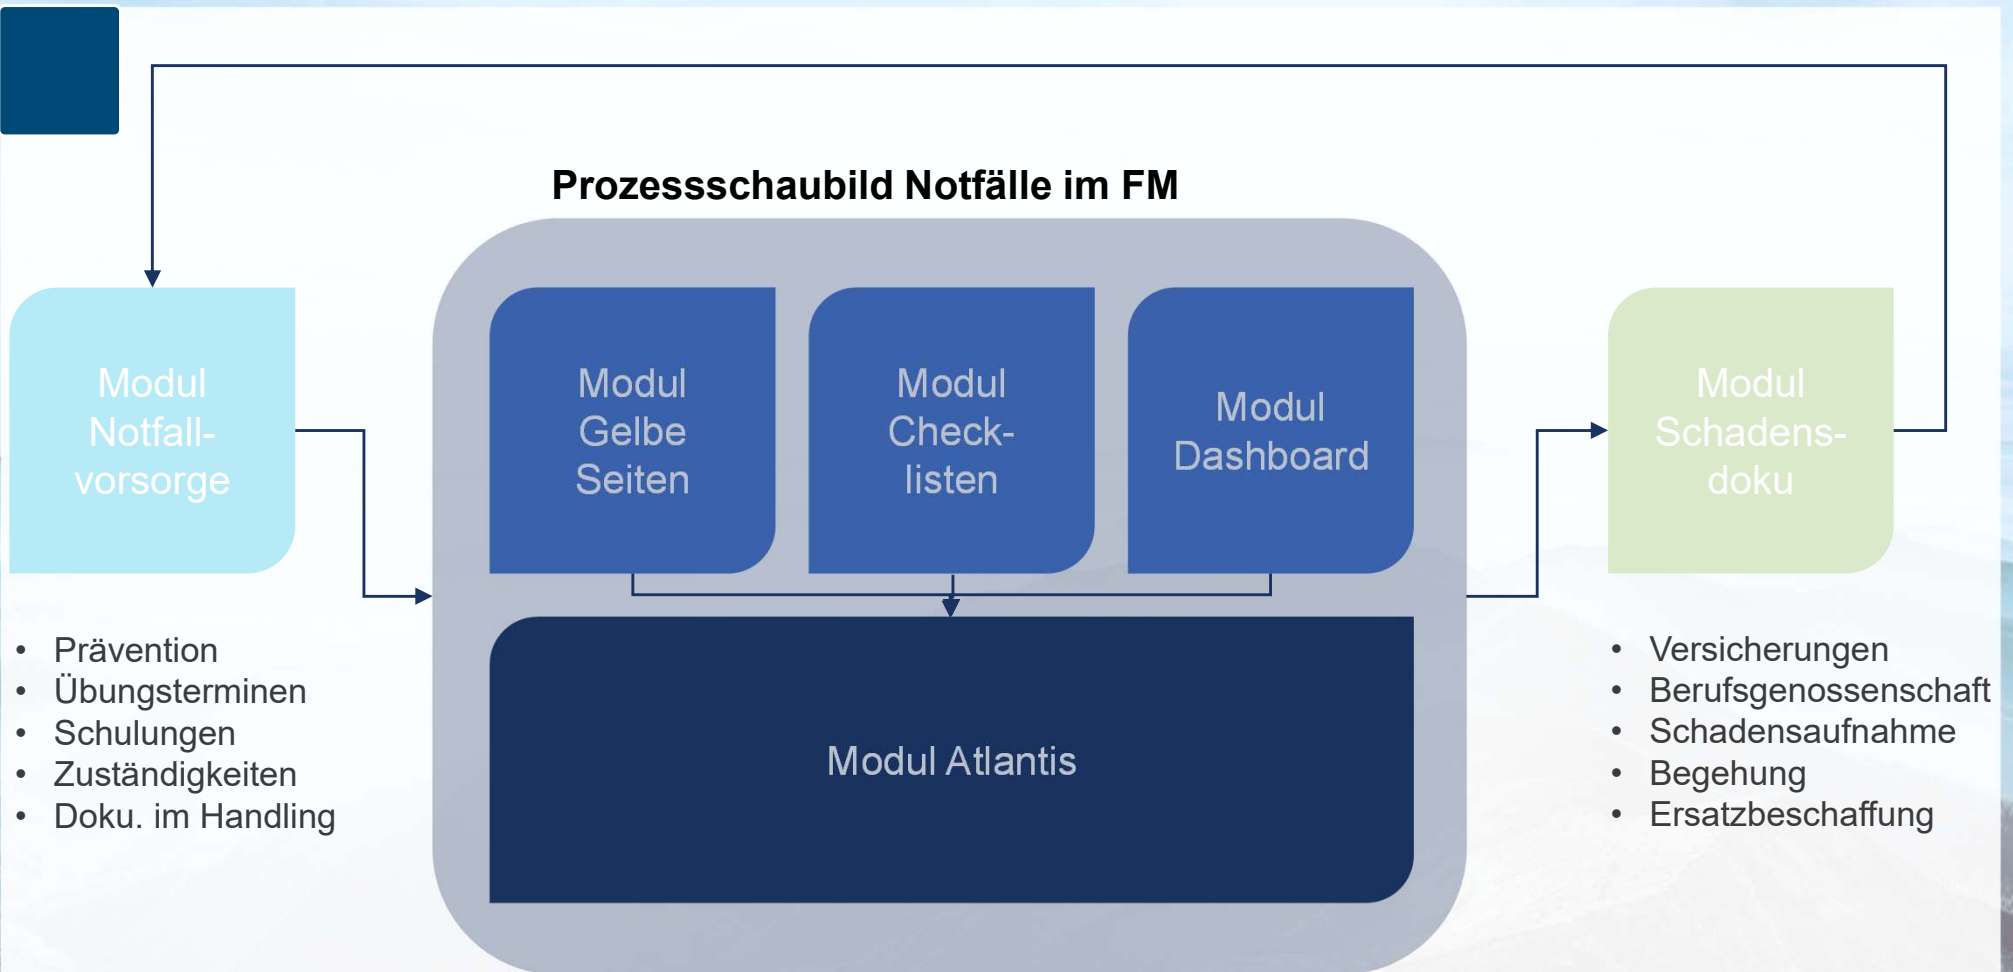 Prozessschaubild Notfälle im FM
Modul
Notfall-
vorsorge
• Prävention
• Übungsterminen
• Schulungen
• Zuständigkeiten
• Doku. im Handling
Modul
Gelbe
Seiten
Modul
Check-
listen
Modul
Dashboard
Modul Atlantis
Modul
Schadens-
doku
• Versicherungen
• Berufsgenossenschaft
• Schadensaufnahme
• Begehung
• Ersatzbeschaffung